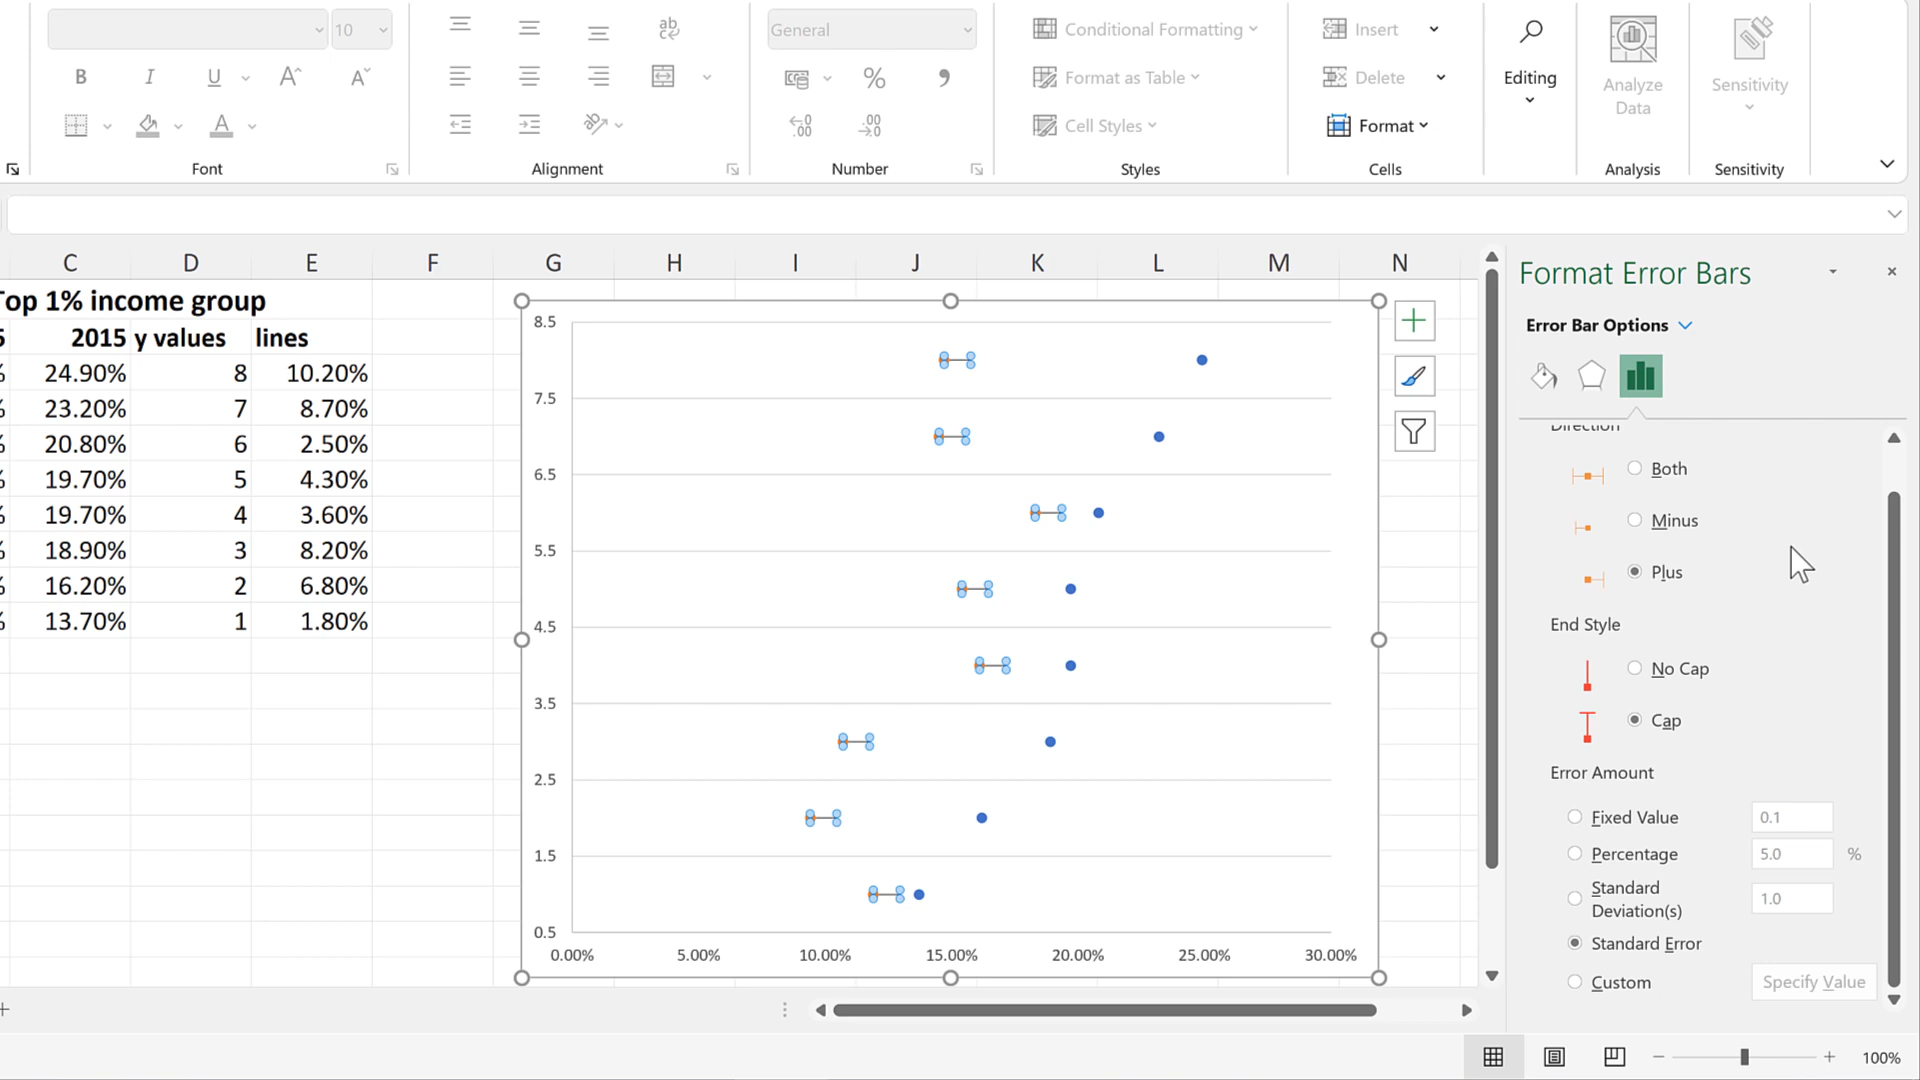 10
General
Conditional Formatting
Insert
ab
B I U A A
%
Format as Table
Delete
Editing
Analyze
Data
Sensitivity
A
.00
.00
Cell Styles
Format
Font
Alignment
Number
Styles
Cells
Analysis
Sensitivity
C D E F G H I J K L M N
Top 1% income group
5 2015 y values lines
% 24.90% 8 10.20%
% 23.20% 7 8.70%
% 20.80% 6 2.50%
% 19.70% 5 4.30%
% 19.70% 4 3.60%
% 18.90% 3 8.20%
% 16.20% 2 6.80%
% 13.70% 1 1.80%
8.5
7.5
6.5
5.5
4.5
3.5
2.5
1.5
0.5
0.00% 5.00% 10.00% 15.00% 20.00% 25.00% 30.00%
Format Error Bars
Error Bar Options
Direction
Both
Minus
Plus
End Style
No Cap
Cap
Error Amount
Fixed Value 0.1
Percentage 5.0 %
Standard
Deviation(s) 1.0
Standard Error
Custom Specify Value
100%